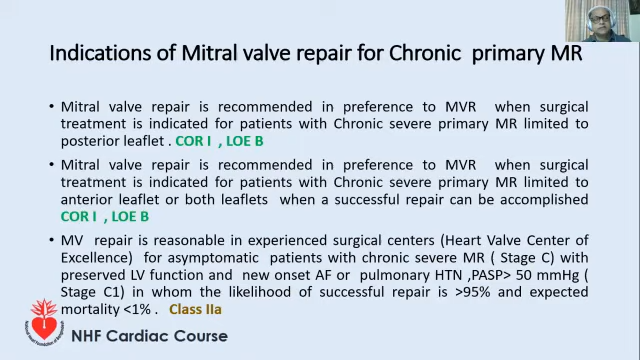 Indications of Mitral valve repair for Chronic primary MR
• Mitral valve repair is recommended in preference to MVR when surgical
treatment is indicated for patients with Chronic severe primary MR limited to
posterior leaflet . COR I , LOE B
• Mitral valve repair is recommended in preference to MVR when surgical
treatment is indicated for patients with Chronic severe primary MR limited to
anterior leaflet or both leaflets when a successful repair can be accomplished
COR I , LOE B
• MV repair is reasonable in experienced surgical centers (Heart Valve Center of
Excellence) for asymptomatic patients with chronic severe MR ( Stage C) with
preserved LV function and new onset AF or pulmonary HTN ,PASP> 50 mmHg (
Stage C1) in whom the likelihood of successful repair is >95% and expected
mortality <1% . Class IIa
NHF Cardiac Course